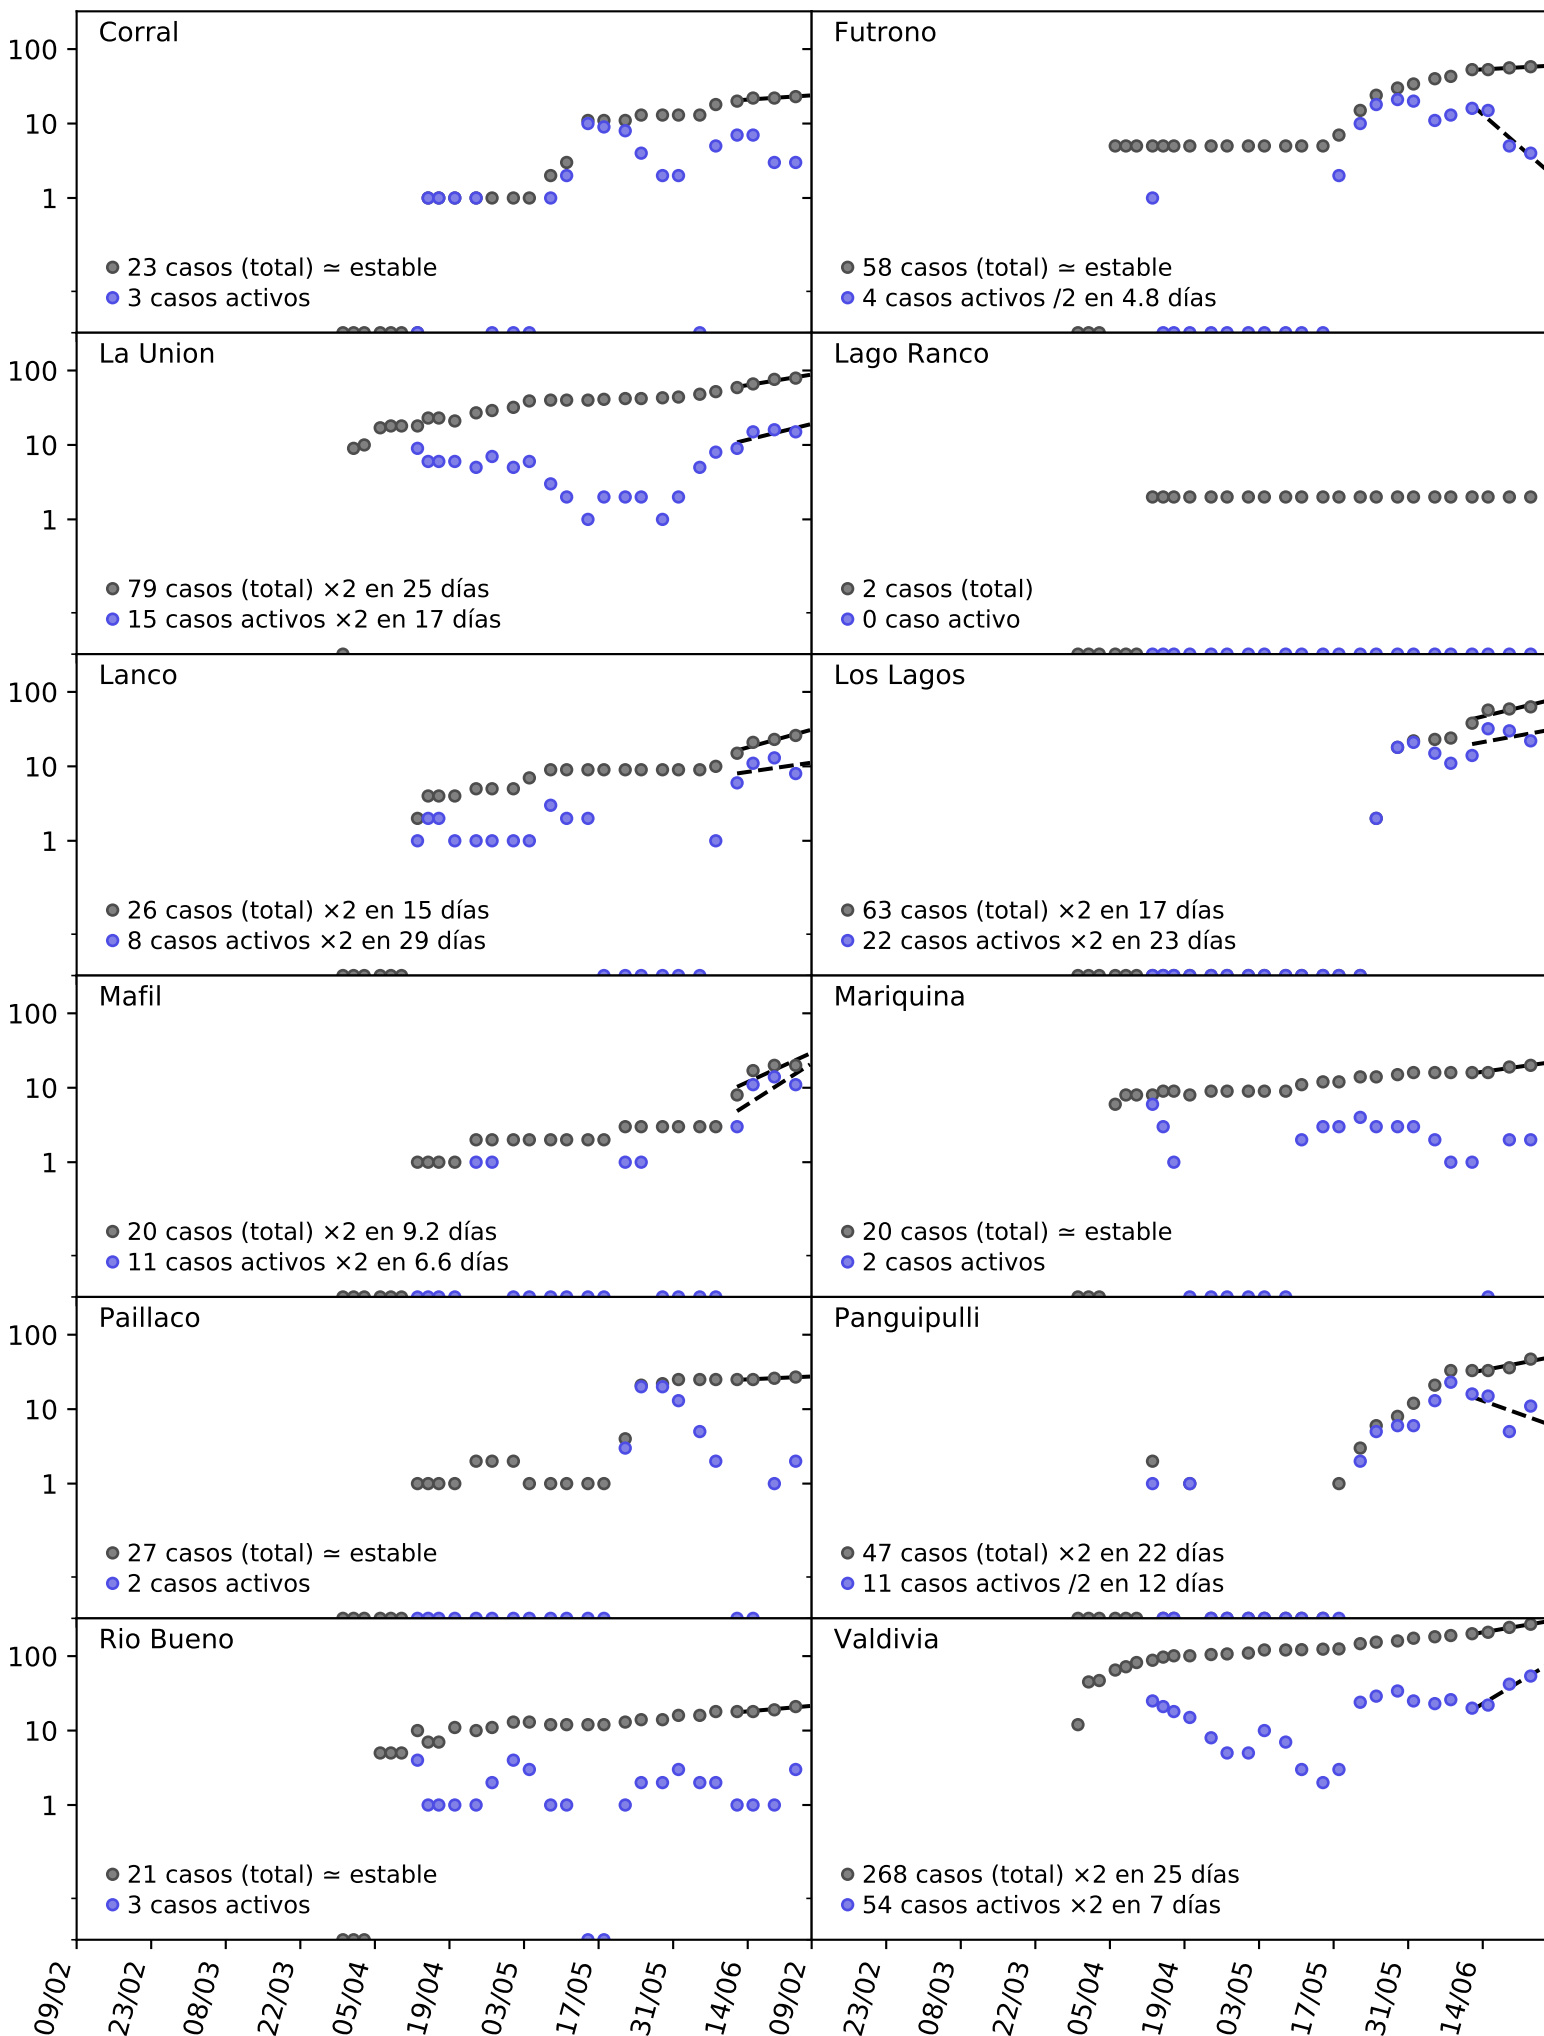 Corral
Futrono
100
10
1
23 casos (total) ≃ estable
3 casos activos
58 casos (total) ≃ estable
4 casos activos /2 en 4.8 días
La Union
Lago Ranco
100
10
1
79 casos (total) ×2 en 25 días
15 casos activos ×2 en 17 días
2 casos (total)
0 caso activo
Lanco
Los Lagos
100
10
1
26 casos (total) ×2 en 15 días
8 casos activos ×2 en 29 días
63 casos (total) ×2 en 17 días
22 casos activos ×2 en 23 días
Mafil
Mariquina
100
10
1
20 casos (total) ×2 en 9.2 días
11 casos activos ×2 en 6.6 días
20 casos (total) ≃ estable
2 casos activos
Paillaco
Panguipulli
100
10
1
27 casos (total) ≃ estable
2 casos activos
47 casos (total) ×2 en 22 días
11 casos activos /2 en 12 días
Rio Bueno
Valdivia
100
10
1
21 casos (total) ≃ estable
3 casos activos
268 casos (total) ×2 en 25 días
54 casos activos ×2 en 7 días
09/02
23/02
08/03
22/03
05/04
19/04
03/05
17/05
31/05
14/06
09/02
23/02
08/03
22/03
05/04
19/04
03/05
17/05
31/05
14/06